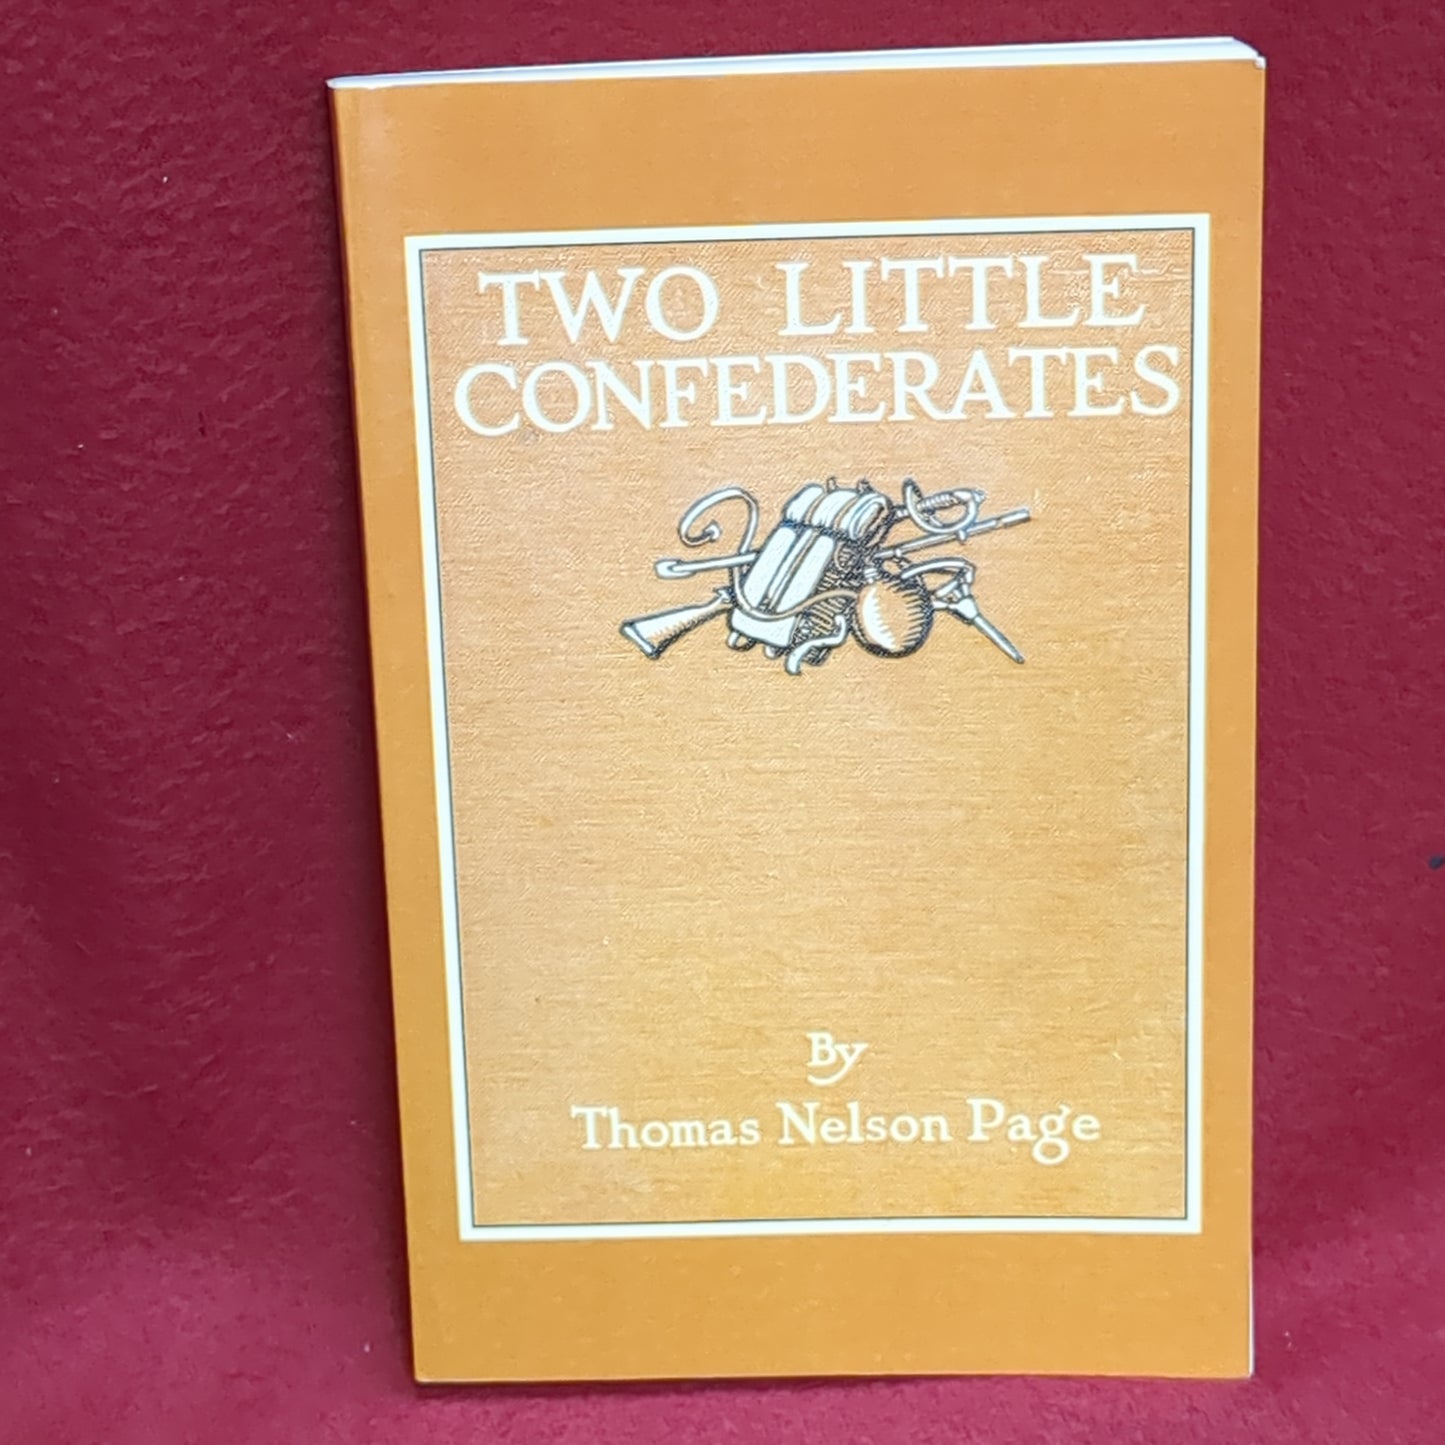 TWO LITTLE
CONFEDERATES
By
Thomas Nelson Page